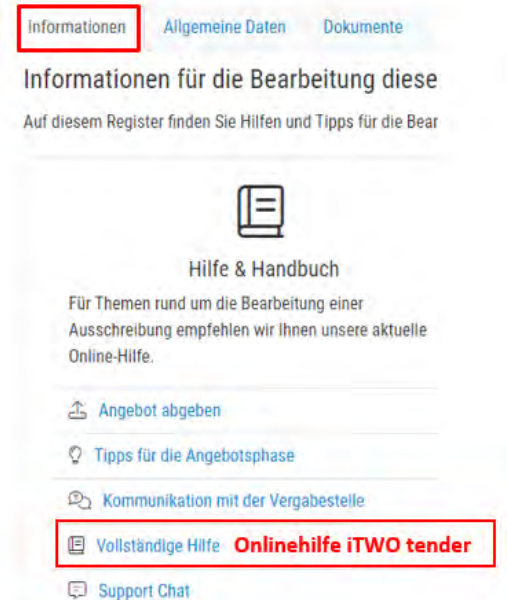 Informationen Allgemeine Daten Dokumente
Informationen für die Bearbeitung diese
Auf diesem Register finden Sie Hilfen und Tipps für die Bear
Hilfe & Handbuch
Für Themen rund um die Bearbeitung einer
Ausschreibung empfehlen wir Ihnen unsere aktuelle
Online-Hilfe.
Angebot abgeben
Tipps für die Angebotsphase
Kommunikation mit der Vergabestelle
Vollständige Hilfe Onlinehilfe iTWO tender
Support Chat